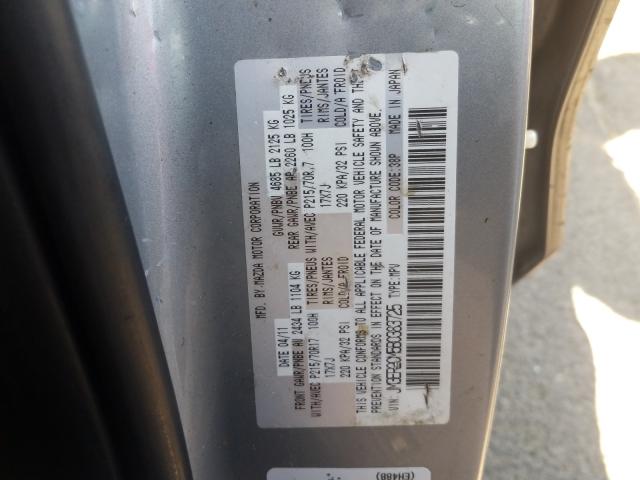 MFD. BY MAZDA MOTOR CORPORATION
DATE 04/11 GVWR/PNBV 4685 LB 2125 KG
FRONT GAWR/PNBE AV 2434 LB 1104 KG REAR GAWR/PNBE AR 2260 LB 1025 KG
TIRES/PNEUS TIRES/PNEUS
WITH/AVEC P215/70R17 100H WITH/AVEC P215/70R17 100H
RIMS/JANTES RIMS/JANTES
17X7J 17X7J
COLD/A FROID COLD/A FROID
220 KPA/32 PSI 220 KPA/32 PSI
THIS VEHICLE CONFORMS TO ALL APPLICABLE FEDERAL MOTOR VEHICLE SAFETY AND THEFT
PREVENTION STANDARDS IN EFFECT ON THE DATE OF MANUFACTURE SHOWN ABOVE.
VIN: TYPE: MPV COLOR CODE: 38P MADE IN JAPAN
(EH48B)